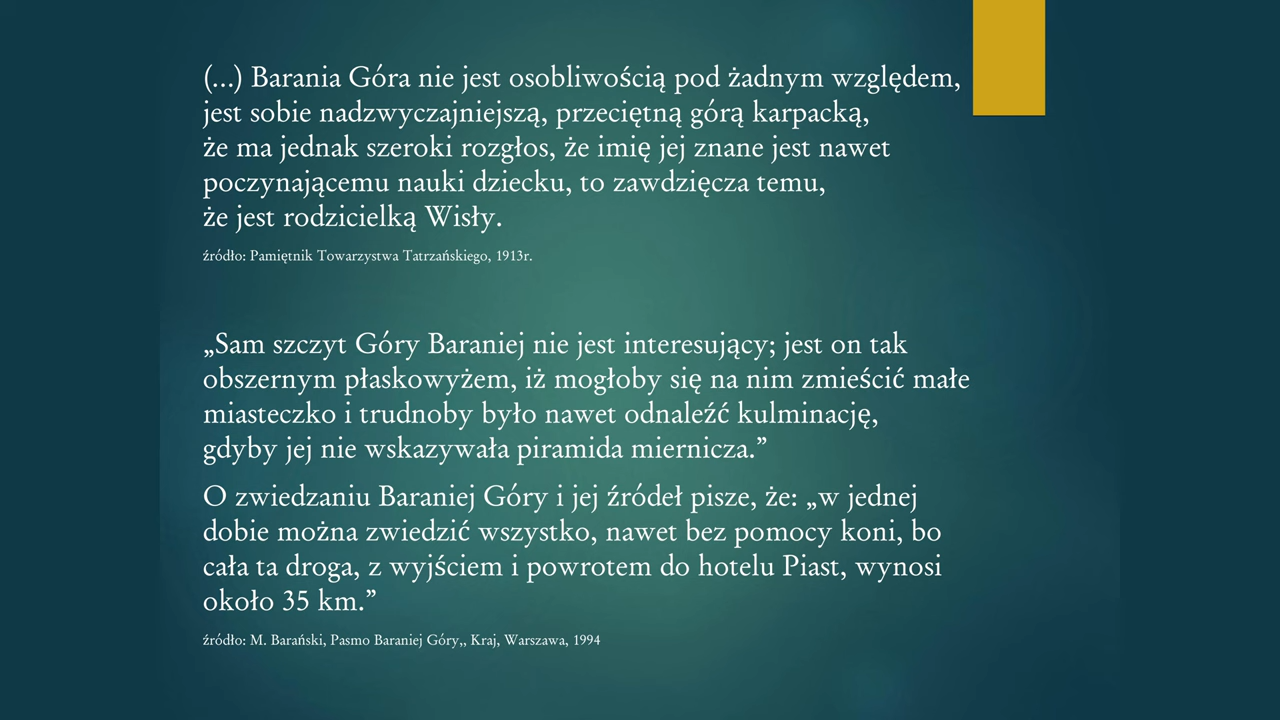 (...) Barania Góra nie jest osobliwością pod żadnym względem,
jest sobie nadzwyczajniejszą, przeciętną górą karpacką,
że ma jednak szeroki rozgłos, że imię jej znane jest nawet
poczynającemu nauki dziecku, to zawdzięcza temu,
że jest rodzicielką Wisły.
źródło: Pamiętnik Towarzystwa Tatrzańskiego, 1913r.
„Sam szczyt Góry Baraniej nie jest interesujący; jest on tak
obszernym płaskowyżem, iż mogłoby się na nim zmieścić małe
miasteczko i trudnoby było nawet odnaleźć kulminację,
gdyby jej nie wskazywała piramida miernicza.”
O zwiedzaniu Baraniej Góry i jej źródeł pisze, że: „w jednej
dobie można zwiedzić wszystko, nawet bez pomocy koni, bo
cała ta droga, z wyjściem i powrotem do hotelu Piast, wynosi
około 35 km.”
źródło: M. Barański, Pasmo Baraniej Góry,, Kraj, Warszawa, 1994